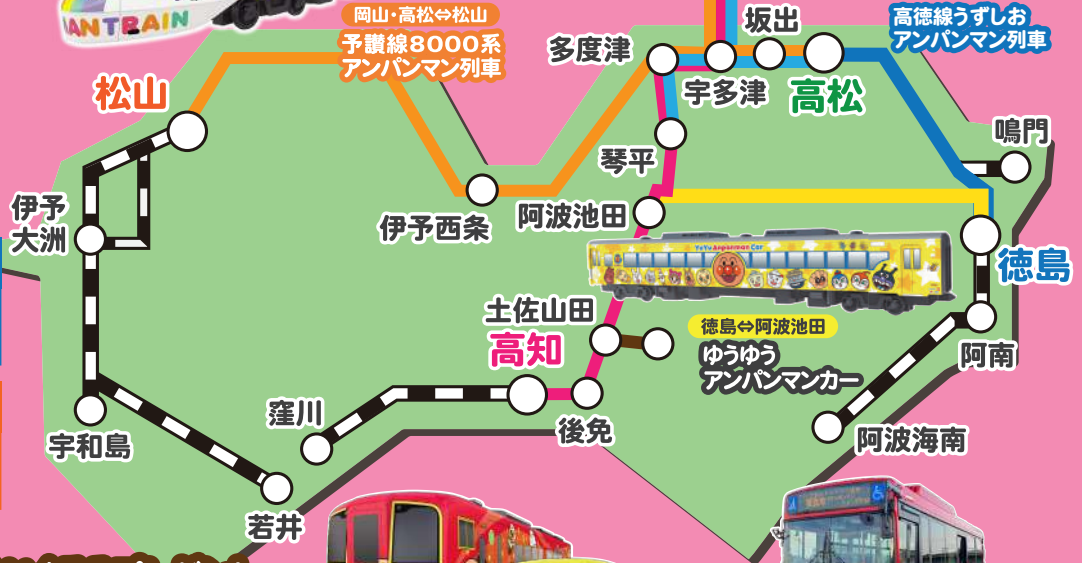 ANTRAIN
岡山・高松⇔松山
予讃線8000系
アンパンマン列車
坂出
高徳線うずしお
アンパンマン列車
多度津
宇多津
高松
松山
鳴門
琴平
伊予
大洲
伊予西条
阿波池田
YuYu Anpanman Car
徳島
土佐山田
高知
徳島⇔阿波池田
ゆうゆう
アンパンマンカー
阿南
窪川
後免
宇和島
阿波海南
若井